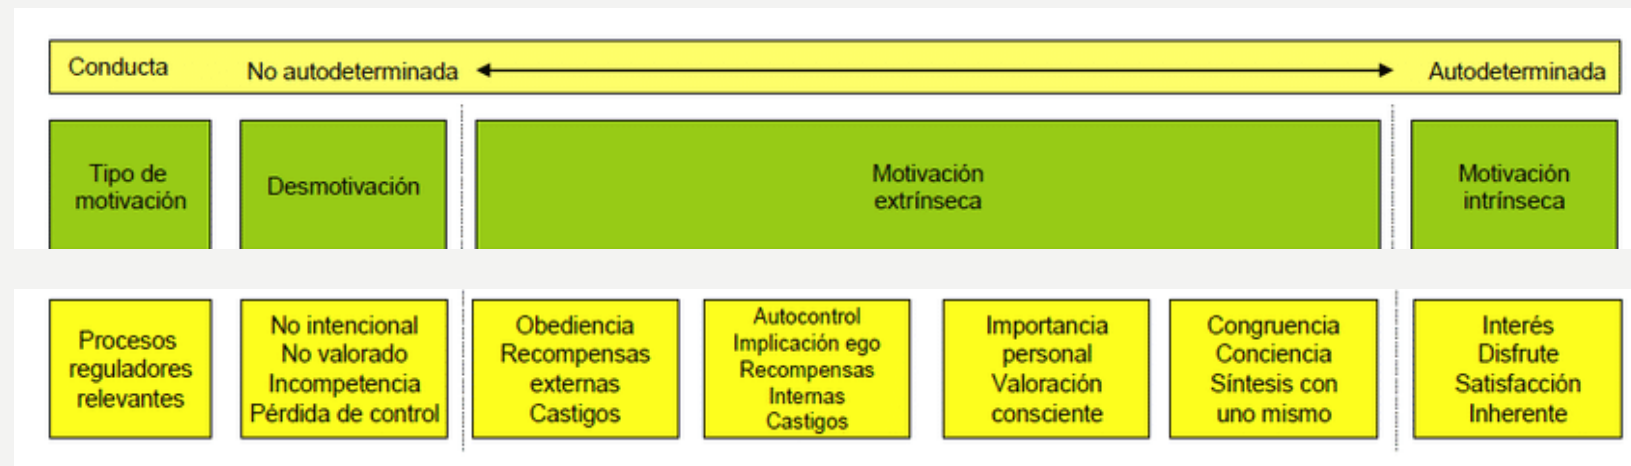 Conducta No autodeterminada Autodeterminada
Tipo de
motivación
Desmotivación
Motivación
extrínseca
Motivación
intrínseca
Procesos
reguladores
relevantes
No intencional
No valorado
Incompetencia
Pérdida de control
Obediencia
Recompensas
externas
Castigos
Autocontrol
Implicación ego
Recompensas
Internas
Castigos
Importancia
personal
Valoración
consciente
Congruencia
Conciencia
Síntesis con
uno mismo
Interés
Disfrute
Satisfacción
Inherente